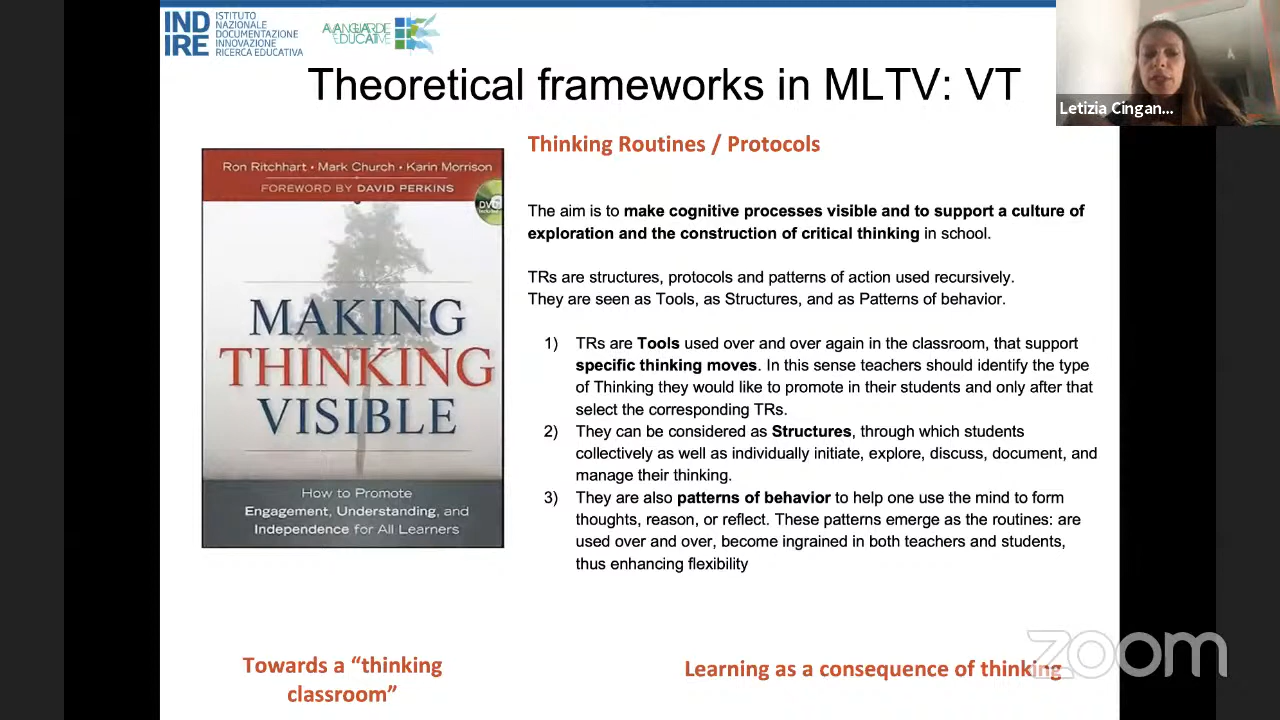 INDIRE
ISTITUTO
NAZIONALE
DOCUMENTAZIONE
INNOVAZIONE
RICERCA EDUCATIVA
AVANGUARDIE
EDUCATIVE
Theoretical frameworks in MLTV: VT
Letizia Cingan...
Thinking Routines / Protocols
Ron Ritchhart • Mark Church • Karin Morrison
FOREWORD BY DAVID PERKINS
DVD
MAKING
THINKING
VISIBLE
How to Promote
Engagement, Understanding, and
Independence for All Learners
The aim is to make cognitive processes visible and to support a culture of
exploration and the construction of critical thinking in school.
TRs are structures, protocols and patterns of action used recursively.
They are seen as Tools, as Structures, and as Patterns of behavior.
1) TRs are Tools used over and over again in the classroom, that support
specific thinking moves. In this sense teachers should identify the type
of Thinking they would like to promote in their students and only after that
select the corresponding TRs.
2) They can be considered as Structures, through which students
collectively as well as individually initiate, explore, discuss, document, and
manage their thinking.
3) They are also patterns of behavior to help one use the mind to form
thoughts, reason, or reflect. These patterns emerge as the routines: are
used over and over, become ingrained in both teachers and students,
thus enhancing flexibility
Towards a “thinking
classroom”
Learning as a consequence of thinking
zoom